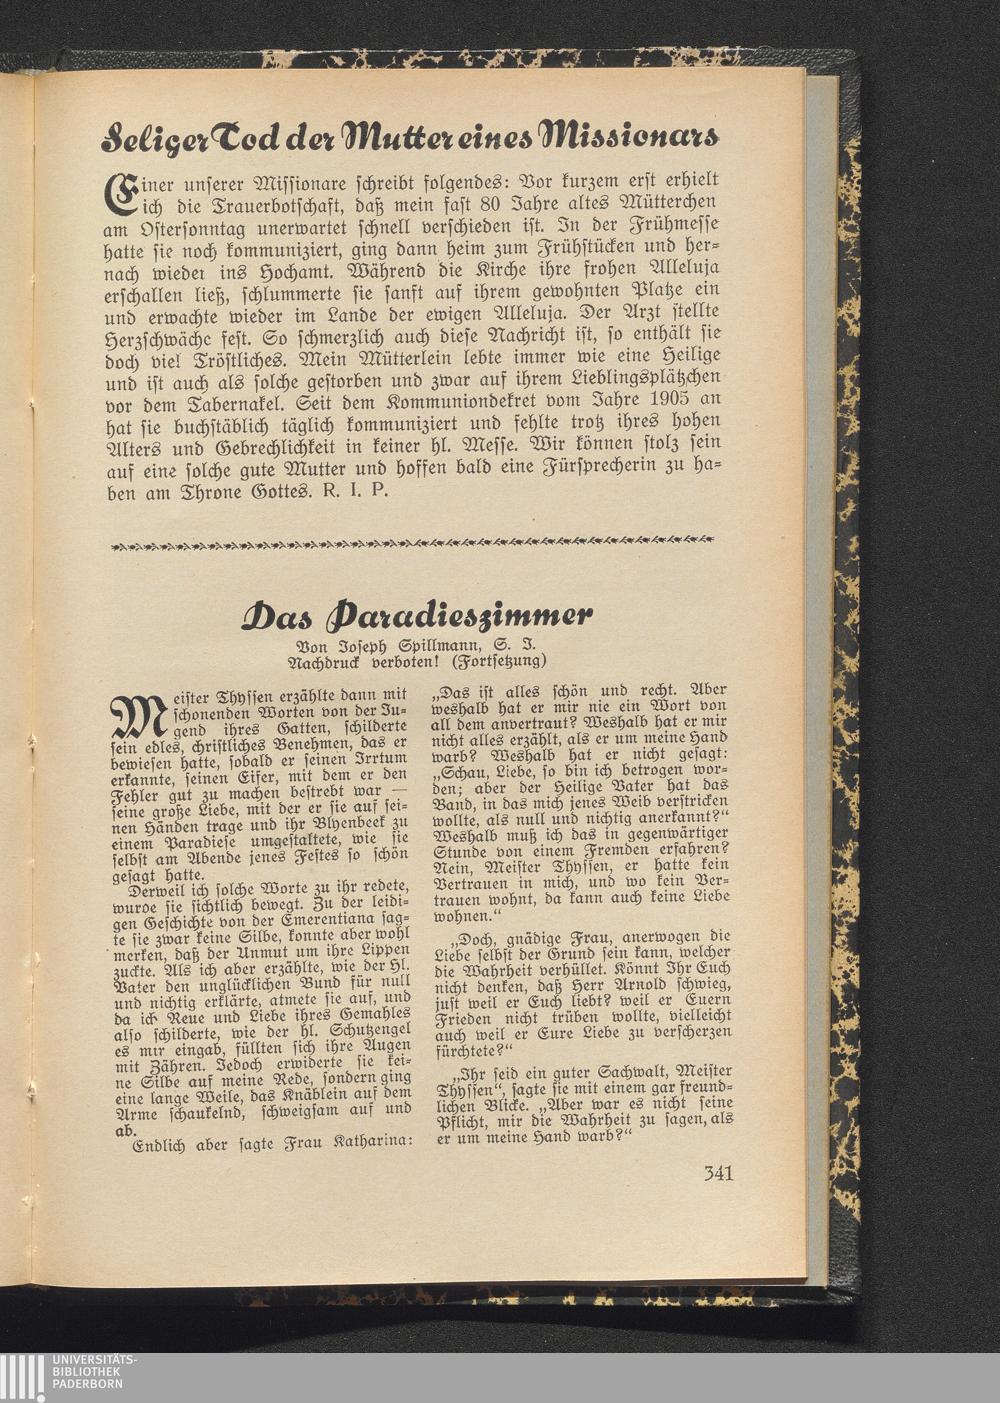 Seliger Tod der Mutter eines Missionars
Einer unserer Missionare schreibt folgendes: Vor kurzem erst erhielt
ich die Trauerbotschaft, daß mein fast 80 Jahre altes Mütterchen
am Ostersonntag unerwartet schnell verschieden ist. In der Frühmesse
hatte sie noch kommuniziert, ging dann heim zum Frühstücken und her-
nach wieder ins Hochamt. Während die Kirche ihre frohen Alleluja
erschallen ließ, schlummerte sie sanft auf ihrem gewohnten Platze ein
und erwachte wieder im Lande der ewigen Alleluja. Der Arzt stellte
Herzschwäche fest. So schmerzlich auch diese Nachricht ist, so enthält sie
doch viel Tröstliches. Mein Mütterlein lebte immer wie eine Heilige
und ist auch als solche gestorben und zwar auf ihrem Lieblingsplätzchen
vor dem Tabernakel. Seit dem Kommuniondekret vom Jahre 1905 an
hat sie buchstäblich täglich kommuniziert und fehlte trotz ihres hohen
Alters und Gebrechlichkeit in keiner hl. Messe. Wir können stolz sein
auf eine solche gute Mutter und hoffen bald eine Fürsprecherin zu ha-
ben am Throne Gottes. R. I. P.
Das Paradieszimmer
Von Joseph Spillmann, S. J.
Nachdruck verboten! (Fortsetzung)
Meister Thyssen erzählte dann mit
schonenden Worten von der Ju-
gend ihres Gatten, schilderte
sein edles, christliches Benehmen, das er
bewiesen hatte, sobald er seinen Irrtum
erkannte, seinen Eifer, mit dem er den
Fehler gut zu machen bestrebt war —
seine große Liebe, mit der er sie auf sei-
nen Händen trage und ihr Blyenbeek zu
einem Paradiese umgestaltete, wie sie
selbst am Abende jenes Festes so schön
gesagt hatte.
Derweil ich solche Worte zu ihr redete,
wurde sie sichtlich bewegt. Zu der leidi-
gen Geschichte von der Emerentiana sag-
te sie zwar keine Silbe, konnte aber wohl
merken, daß der Unmut um ihre Lippen
zuckte. Als ich aber erzählte, wie der Hl.
Vater den unglücklichen Bund für null
und nichtig erklärte, atmete sie auf, und
da ich Reue und Liebe ihres Gemahles
also schilderte, wie der hl. Schutzengel
es mir eingab, füllten sich ihre Augen
mit Zähren. Jedoch erwiderte sie kei-
ne Silbe auf meine Rede, sondern ging
eine lange Weile, das Knäblein auf dem
Arme schaukelnd, schweigsam auf und
ab.
Endlich aber sagte Frau Katharina:
„Das ist alles schön und recht. Aber
weshalb hat er mir nie ein Wort von
all dem anvertraut? Weshalb hat er mir
nicht alles erzählt, als er um meine Hand
warb? Weshalb hat er nicht gesagt:
„Schau, Liebe, so bin ich betrogen wor-
den; aber der Heilige Vater hat das
Band, in das mich jenes Weib verstricken
wollte, als null und nichtig anerkannt?“
Weshalb muß ich das in gegenwärtiger
Stunde von einem Fremden erfahren?
Nein, Meister Thyssen, er hatte kein
Vertrauen in mich, und wo kein Ver-
trauen wohnt, da kann auch keine Liebe
wohnen.“
„Doch, gnädige Frau, anerwogen die
Liebe selbst der Grund sein kann, welcher
die Wahrheit verhüllet. Könnt Ihr Euch
nicht denken, daß Herr Arnold schwieg,
just weil er Euch liebt? weil er Euern
Frieden nicht trüben wollte, vielleicht
auch weil er Eure Liebe zu verscherzen
fürchtete?“
„Ihr seid ein guter Sachwalt, Meister
Thyssen“, sagte sie mit einem gar freund-
lichen Blicke. „Aber war es nicht seine
Pflicht, mir die Wahrheit zu sagen, als
er um meine Hand warb?“
341
UNIVERSITÄTS-
BIBLIOTHEK
PADERBORN